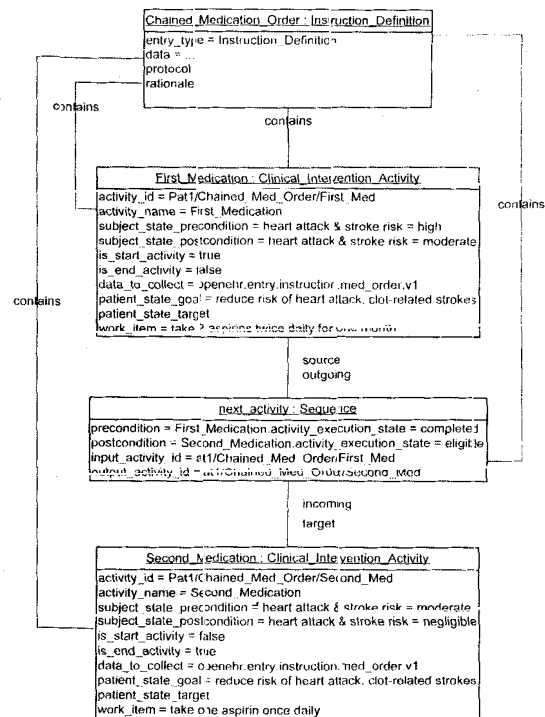 Chained_Medication_Order : Instruction_Definition
entry_type = Instruction_Definition
data = ...
protocol
rationale
contains
contains
contains
First_Medication : Clinical_Intervention_Activity
activity_id = Pat1/Chained_Med_Order/First_Med
activity_name = First_Medication
subject_state_precondition = heart attack & stroke risk = high
subject_state_postcondition = heart attack & stroke risk = moderate
is_start_activity = true
is_end_activity = false
data_to_collect = openehr.entry.instruction.med_order.v1
patient_state_goal = reduce risk of heart attack, clot-related strokes
patient_state_target
work_item = take 2 aspirins twice daily for one month
contains
source
outgoing
next_activity : Sequence
precondition = First_Medication.activity_execution_state = completed
postcondition = Second_Medication.activity_execution_state = eligible
input_activity_id = at1/Chained_Med_Order/First_Med
output_activity_id = at1/Chained_Med_Order/Second_Med
incoming
target
Second_Medication : Clinical_Intervention_Activity
activity_id = Pat1/Chained_Med_Order/Second_Med
activity_name = Second_Medication
subject_state_precondition = heart attack & stroke risk = moderate
subject_state_postcondition = heart attack & stroke risk = negligible
is_start_activity = false
is_end_activity = true
data_to_collect = openehr.entry.instruction.med_order.v1
patient_state_goal = reduce risk of heart attack, clot-related strokes
patient_state_target
work_item = take one aspirin once daily